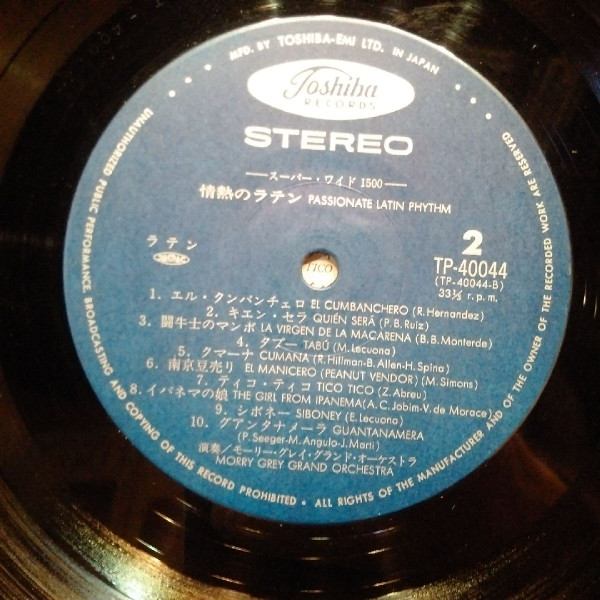 MFD. BY TOSHIBA-EMI LTD. IN JAPAN
Toshiba
RECORDS
STEREO
スーパー・ワイド 1500
情熱のラテン PASSIONATE LATIN PHYTHM
ラテン
2
TP-40044
(TP-40044-B)
33⅓ r.p.m.
TICO
1. エル・クンバンチェロ EL CUMBANCHERO (R.Hernandez)
2. キエン・セラ QUIÉN SERÁ (P.B.Ruiz)
3. 闘牛士のマンボ LA VIRGEN DE LA MACARENA (B.B.Monterde)
4. タブー TABÚ (M.Lecuona)
5. クマーナ CUMANA (R.Hillman-B.Allen-H.Spina)
6. 南京豆売り EL MANICERO (PEANUT VENDOR) (M.Simons)
7. ティコ・ティコ TICO TICO (Z.Abreu)
8. イパネマの娘 THE GIRL FROM IPANEMA (A.C.Jobim-V.de Morace)
9. シボネー SIBONEY (E.Lecuona)
10. グアンタナメーラ GUANTANAMERA
(P.Seeger-M.Angulo-J.Marti)
演奏/モーリー・グレイ・グランド・オーケストラ
MORRY GREY GRAND ORCHESTRA
UNAUTHORIZED PUBLIC PERFORMANCE BROADCASTING AND COPYING OF THIS RECORD PROHIBITED • ALL RIGHTS OF THE MANUFACTURER AND OF THE OWNER OF THE RECORDED WORK ARE RESERVED